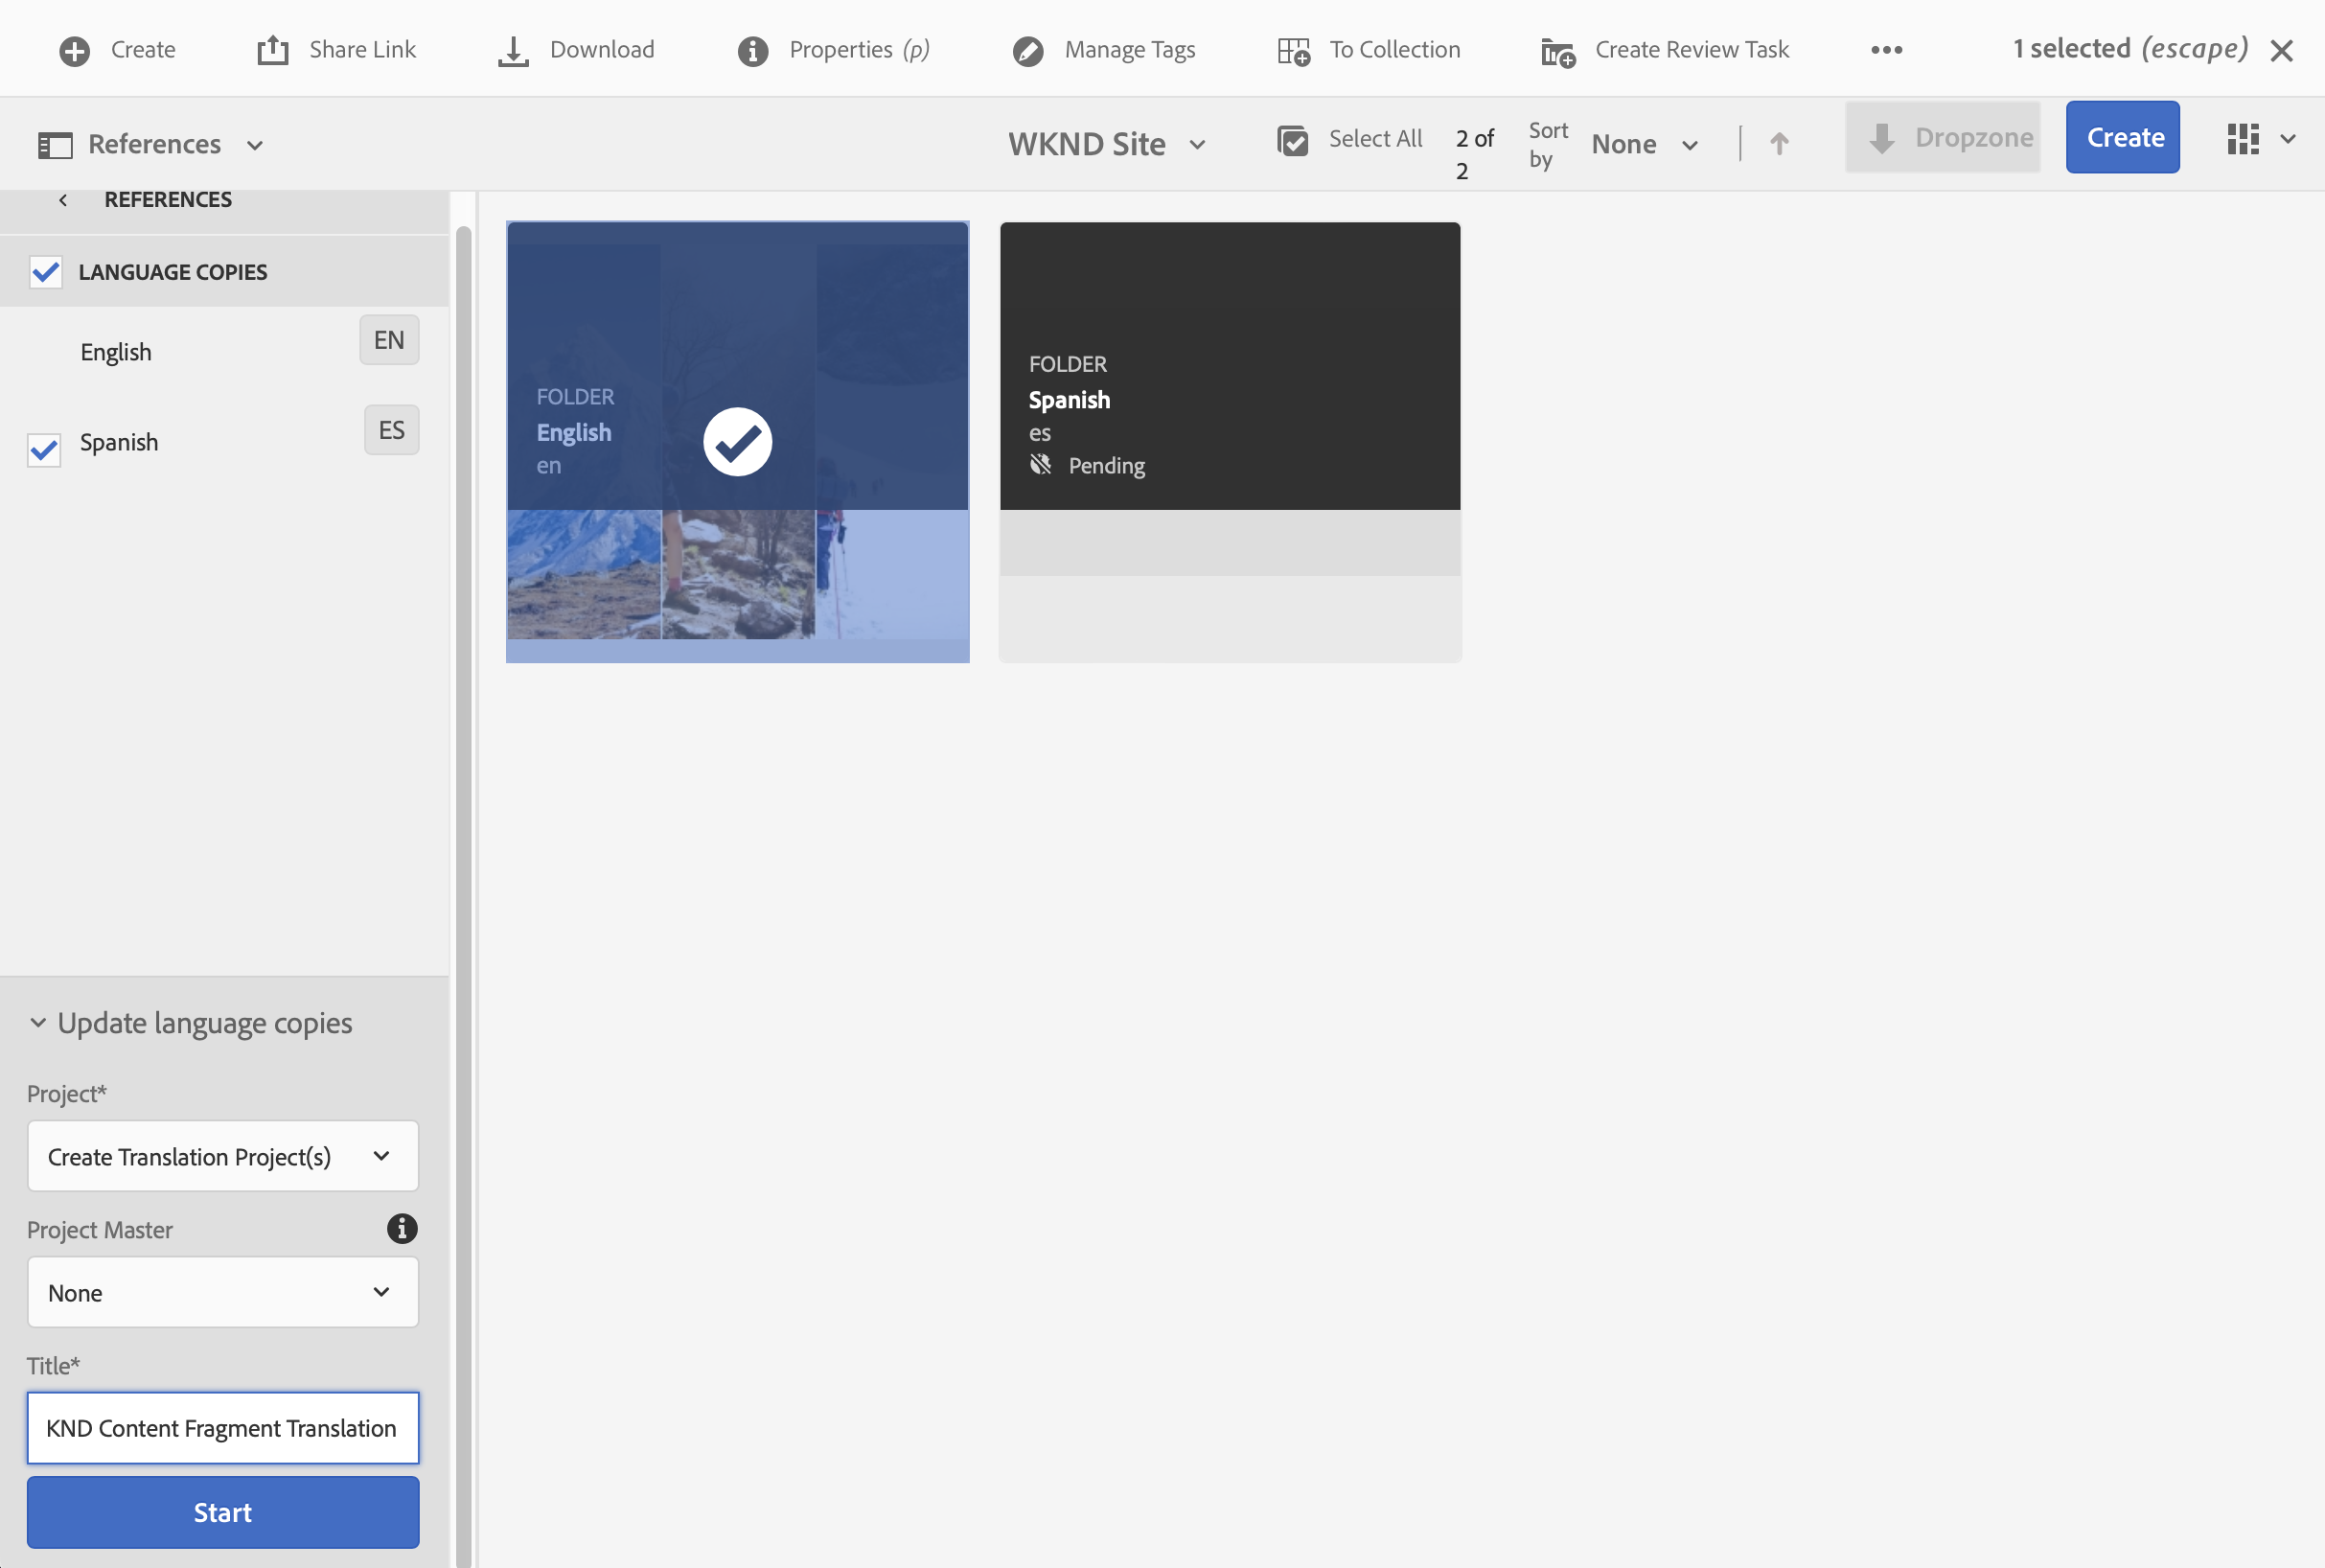 Create
Share Link
Download
Properties (p)
Manage Tags
To Collection
Create Review Task
1 selected (escape)
References
WKND Site
Select All
2 of
2
Sort
by
None
Dropzone
Create
REFERENCES
LANGUAGE COPIES
English
EN
Spanish
ES
FOLDER
English
en
FOLDER
Spanish
es
Pending
Update language copies
Project*
Create Translation Project(s)
Project Master
None
Title*
KND Content Fragment Translation
Start